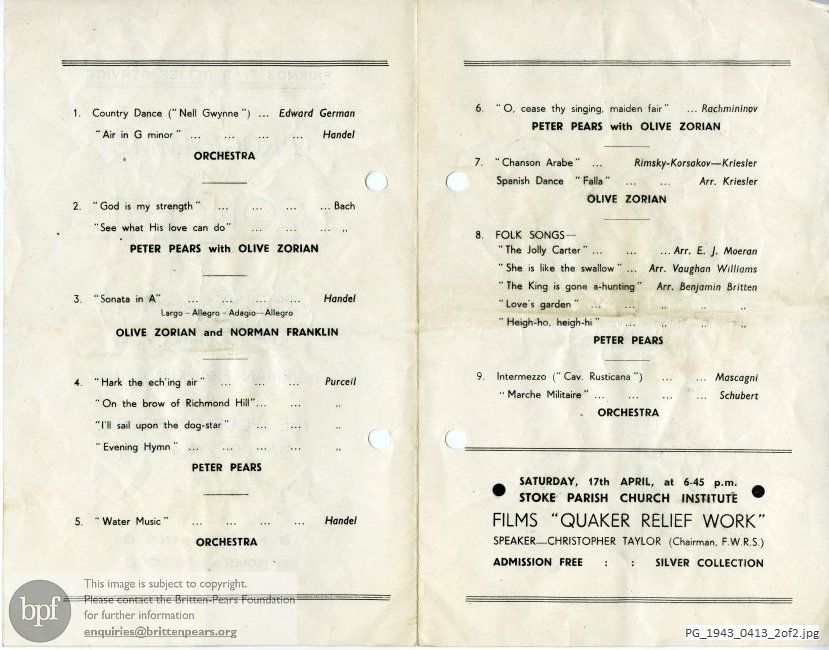 1. Country Dance ("Nell Gwynne") ... Edward German
"Air in G minor" ... ... ... ... Handel
ORCHESTRA
2. "God is my strength" ... ... ... ... Bach
"See what His love can do" ... ... ... „
PETER PEARS with OLIVE ZORIAN
3. "Sonata in A" ... ... ... ... Handel
Largo - Allegro - Adagio—Allegro
OLIVE ZORIAN and NORMAN FRANKLIN
4. "Hark the ech'ing air" ... ... ... Purcell
"On the brow of Richmond Hill"... ... „
"I'll sail upon the dog-star" ... ... „
"Evening Hymn" ... ... ... ... „
PETER PEARS
5. "Water Music" ... ... ... ... Handel
ORCHESTRA
6. "O, cease thy singing, maiden fair" ... Rachmininov
PETER PEARS with OLIVE ZORIAN
7. "Chanson Arabe" ... Rimsky-Korsakov—Kriesler
Spanish Dance "Falla" ... ... Arr. Kriesler
OLIVE ZORIAN
8. FOLK SONGS—
"The Jolly Carter" ... ... ... Arr. E. J. Moeran
"She is like the swallow" ... Arr. Vaughan Williams
"The King is gone a-hunting" Arr. Benjamin Britten
"Love's garden" ... ... „ „
"Heigh-ho, heigh-hi" ... ... „ „
PETER PEARS
9. Intermezzo ("Cav. Rusticana") ... ... Mascagni
"Marche Militaire" ... ... ... ... Schubert
ORCHESTRA
SATURDAY, 17th APRIL, at 6-45 p.m.
STOKE PARISH CHURCH INSTITUTE
FILMS "QUAKER RELIEF WORK"
SPEAKER—CHRISTOPHER TAYLOR (Chairman, F.W.R.S.)
ADMISSION FREE : : SILVER COLLECTION
bpf
This image is subject to copyright.
Please contact the Britten-Pears Foundation
for further information
enquiries@brittenpears.org
PG_1943_0413_2of2.jpg